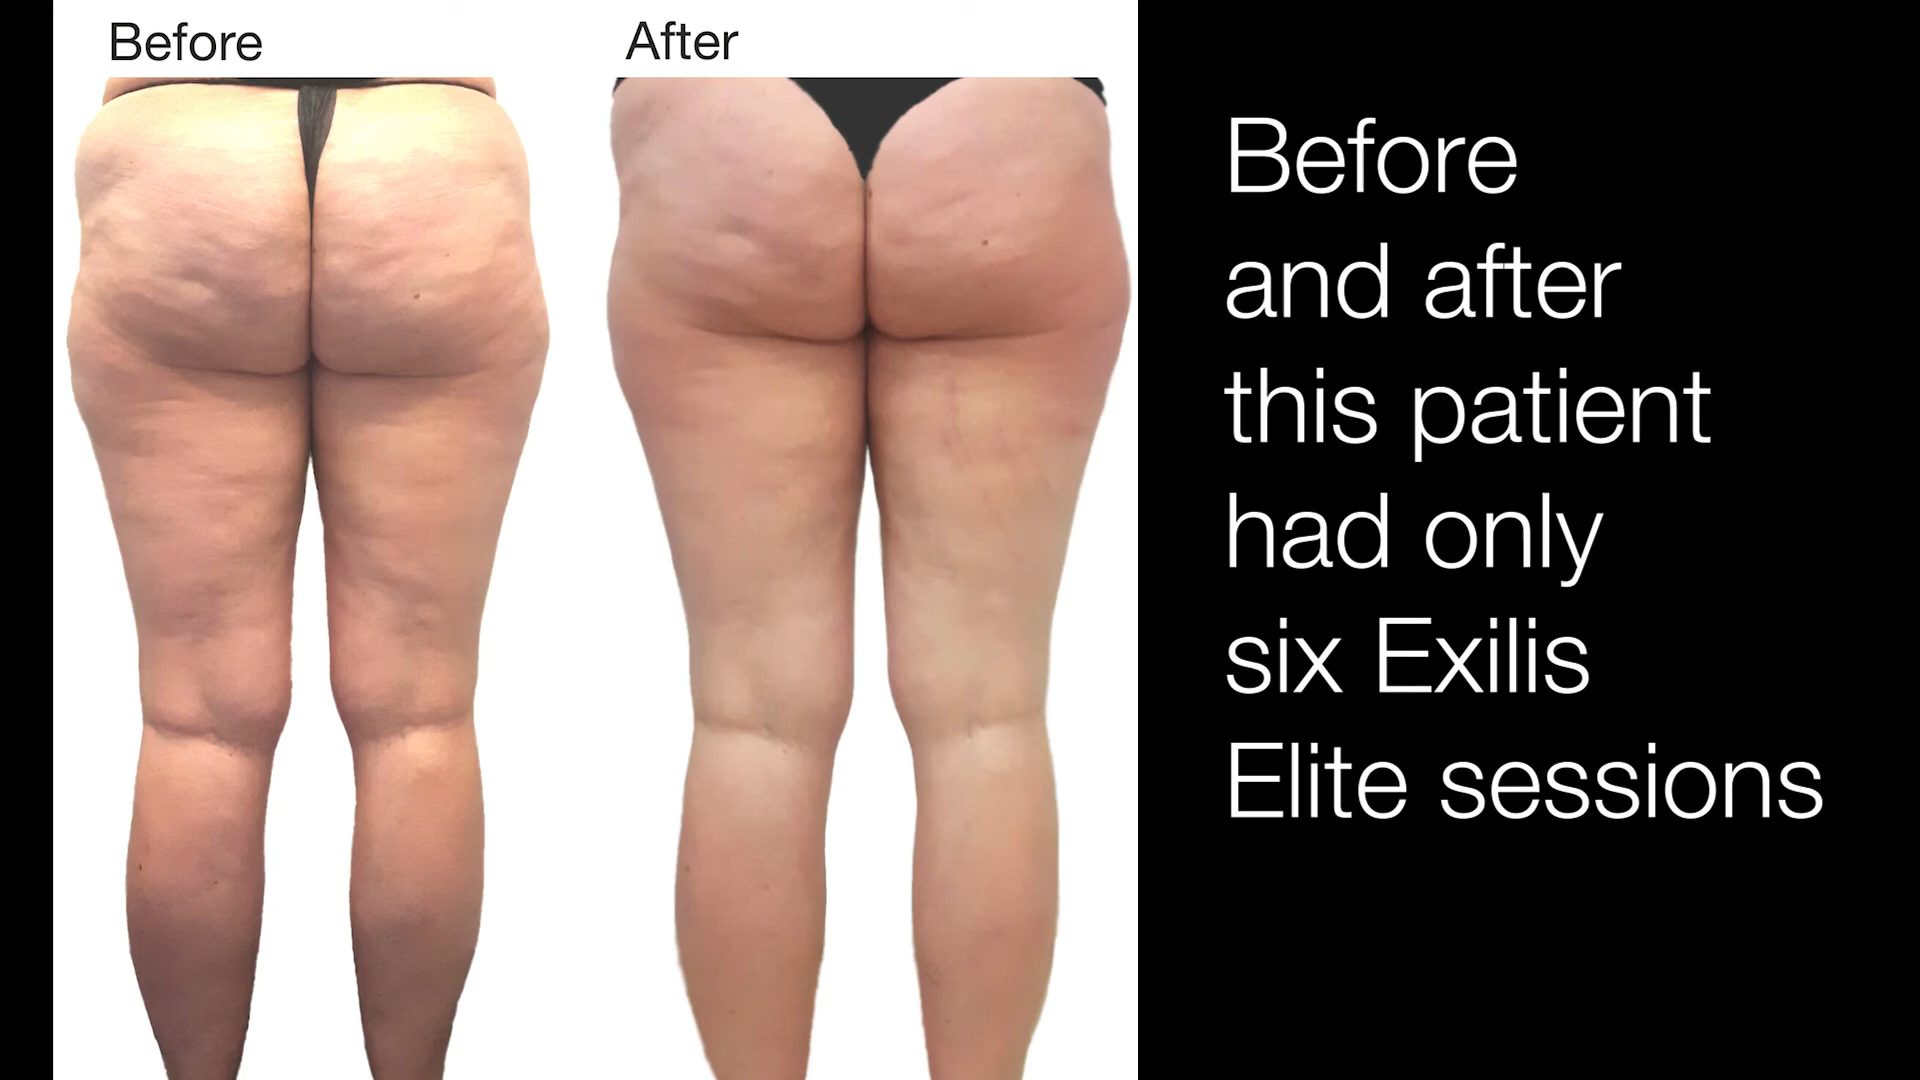 Before
After
Before
and after
this patient
had only
six Exilis
Elite sessions